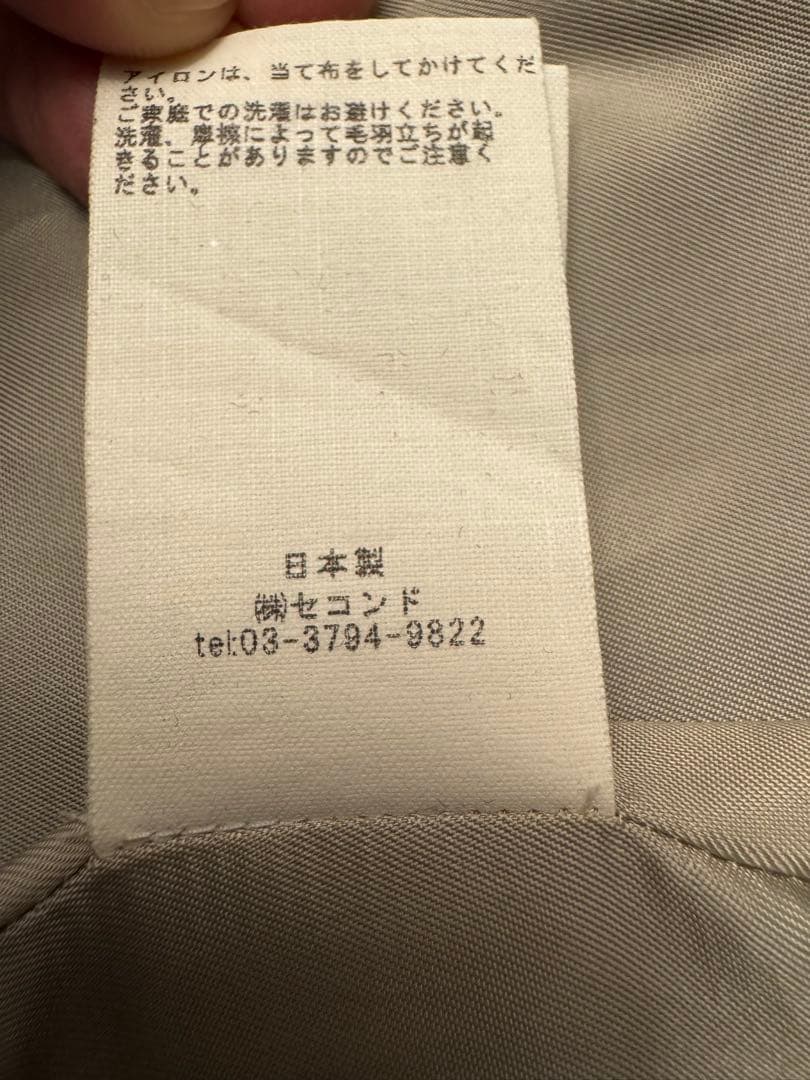 アイロンは、当て布をしてかけてくだ
さい。
ご家庭での洗濯はお避けください。
洗濯、摩擦によって毛羽立ちが起
きることがありますのでご注意く
ださい。
日本製
㈱セコンド
tel:03-3794-9822